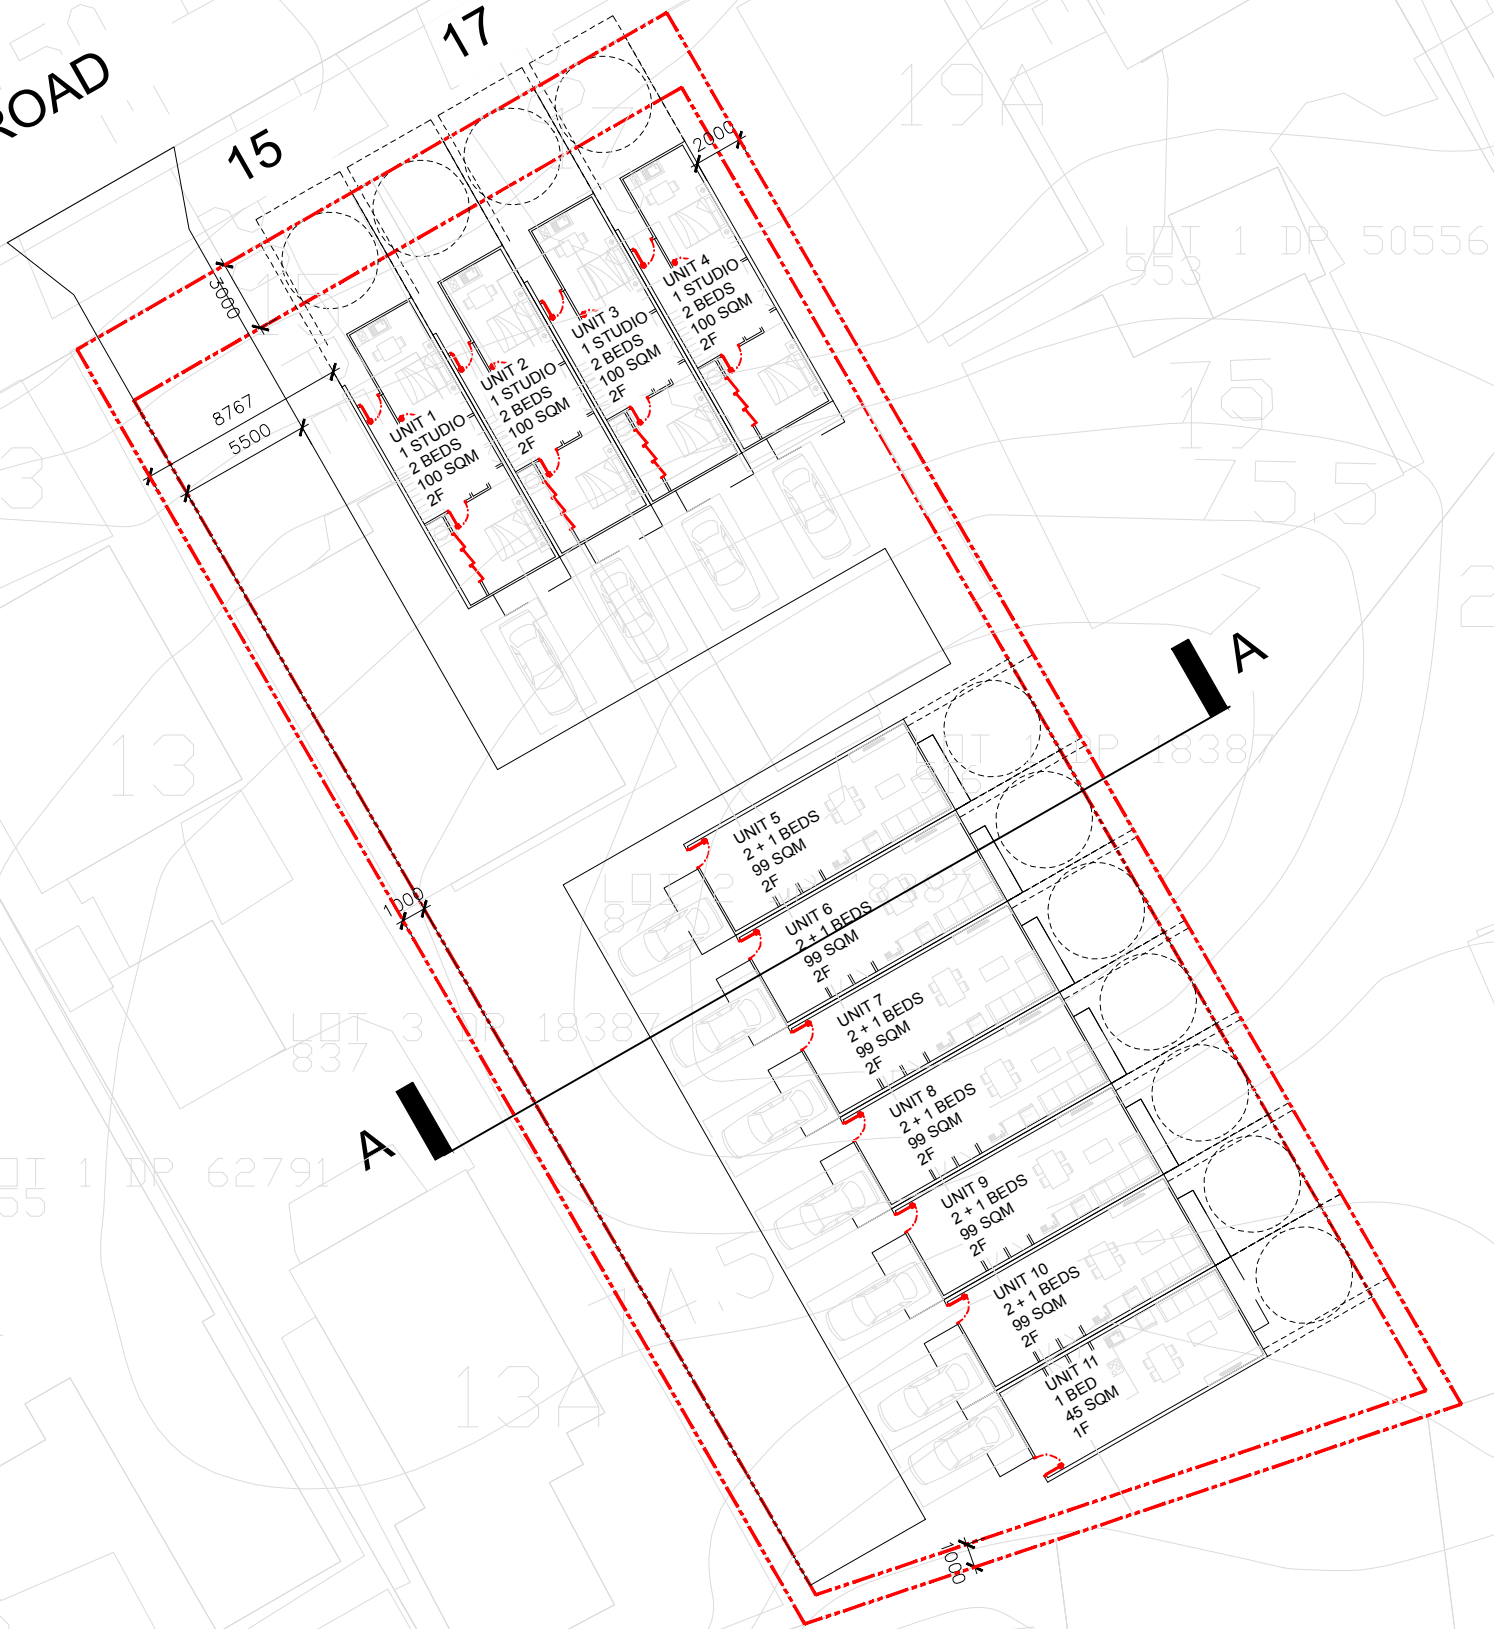 ROAD
15
17
19A
2000
3000
8767
5500
LOT 1 DP 50556
953
UNIT 4
1 STUDIO
2 BEDS
100 SQM
2F
UNIT 3
1 STUDIO
2 BEDS
100 SQM
2F
UNIT 2
1 STUDIO
2 BEDS
100 SQM
2F
UNIT 1
1 STUDIO
2 BEDS
100 SQM
2F
75
75.5
A
13
LOT 1 DP 18387
UNIT 5
2 + 1 BEDS
99 SQM
2F
1000
UNIT 6
2 + 1 BEDS
99 SQM
2F
LOT 3 DP 18387
837
UNIT 7
2 + 1 BEDS
99 SQM
2F
A
UNIT 8
2 + 1 BEDS
99 SQM
2F
LOT 1 DP 62791
UNIT 9
2 + 1 BEDS
99 SQM
2F
UNIT 10
2 + 1 BEDS
99 SQM
2F
13A
UNIT 11
1 BED
45 SQM
1F
1000